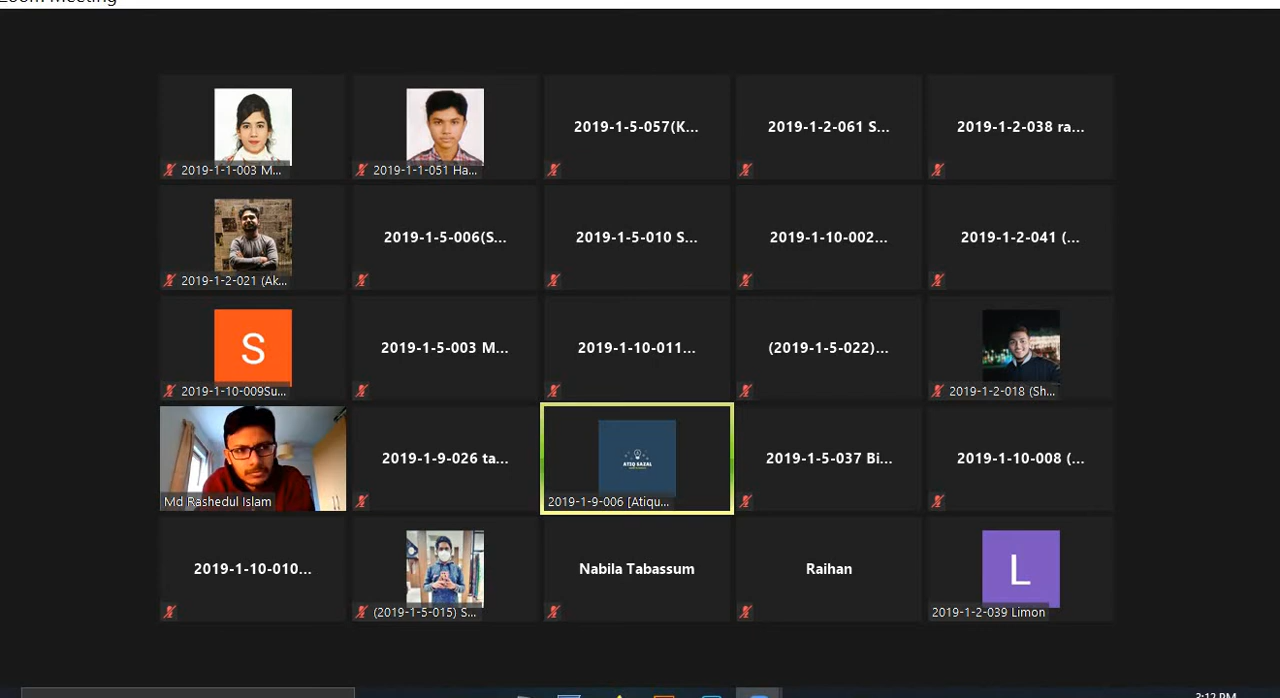 Zoom Meeting
2019-1-1-003 M...
2019-1-1-051 Ha...
2019-1-5-057(K...
2019-1-2-061 S...
2019-1-2-038 ra...
2019-1-2-021 (Ak...
2019-1-5-006(S...
2019-1-5-010 S...
2019-1-10-002...
2019-1-2-041 (...
S
2019-1-10-009Su...
2019-1-5-003 M...
2019-1-10-011...
(2019-1-5-022)...
2019-1-2-018 (Sh...
Md Rashedul Islam
2019-1-9-026 ta...
ATIQ SAZAL
2019-1-9-006 [Atiqu...
2019-1-5-037 Bi...
2019-1-10-008 (...
2019-1-10-010...
(2019-1-5-015) S...
Nabila Tabassum
Raihan
L
2019-1-2-039 Limon
3:12 PM